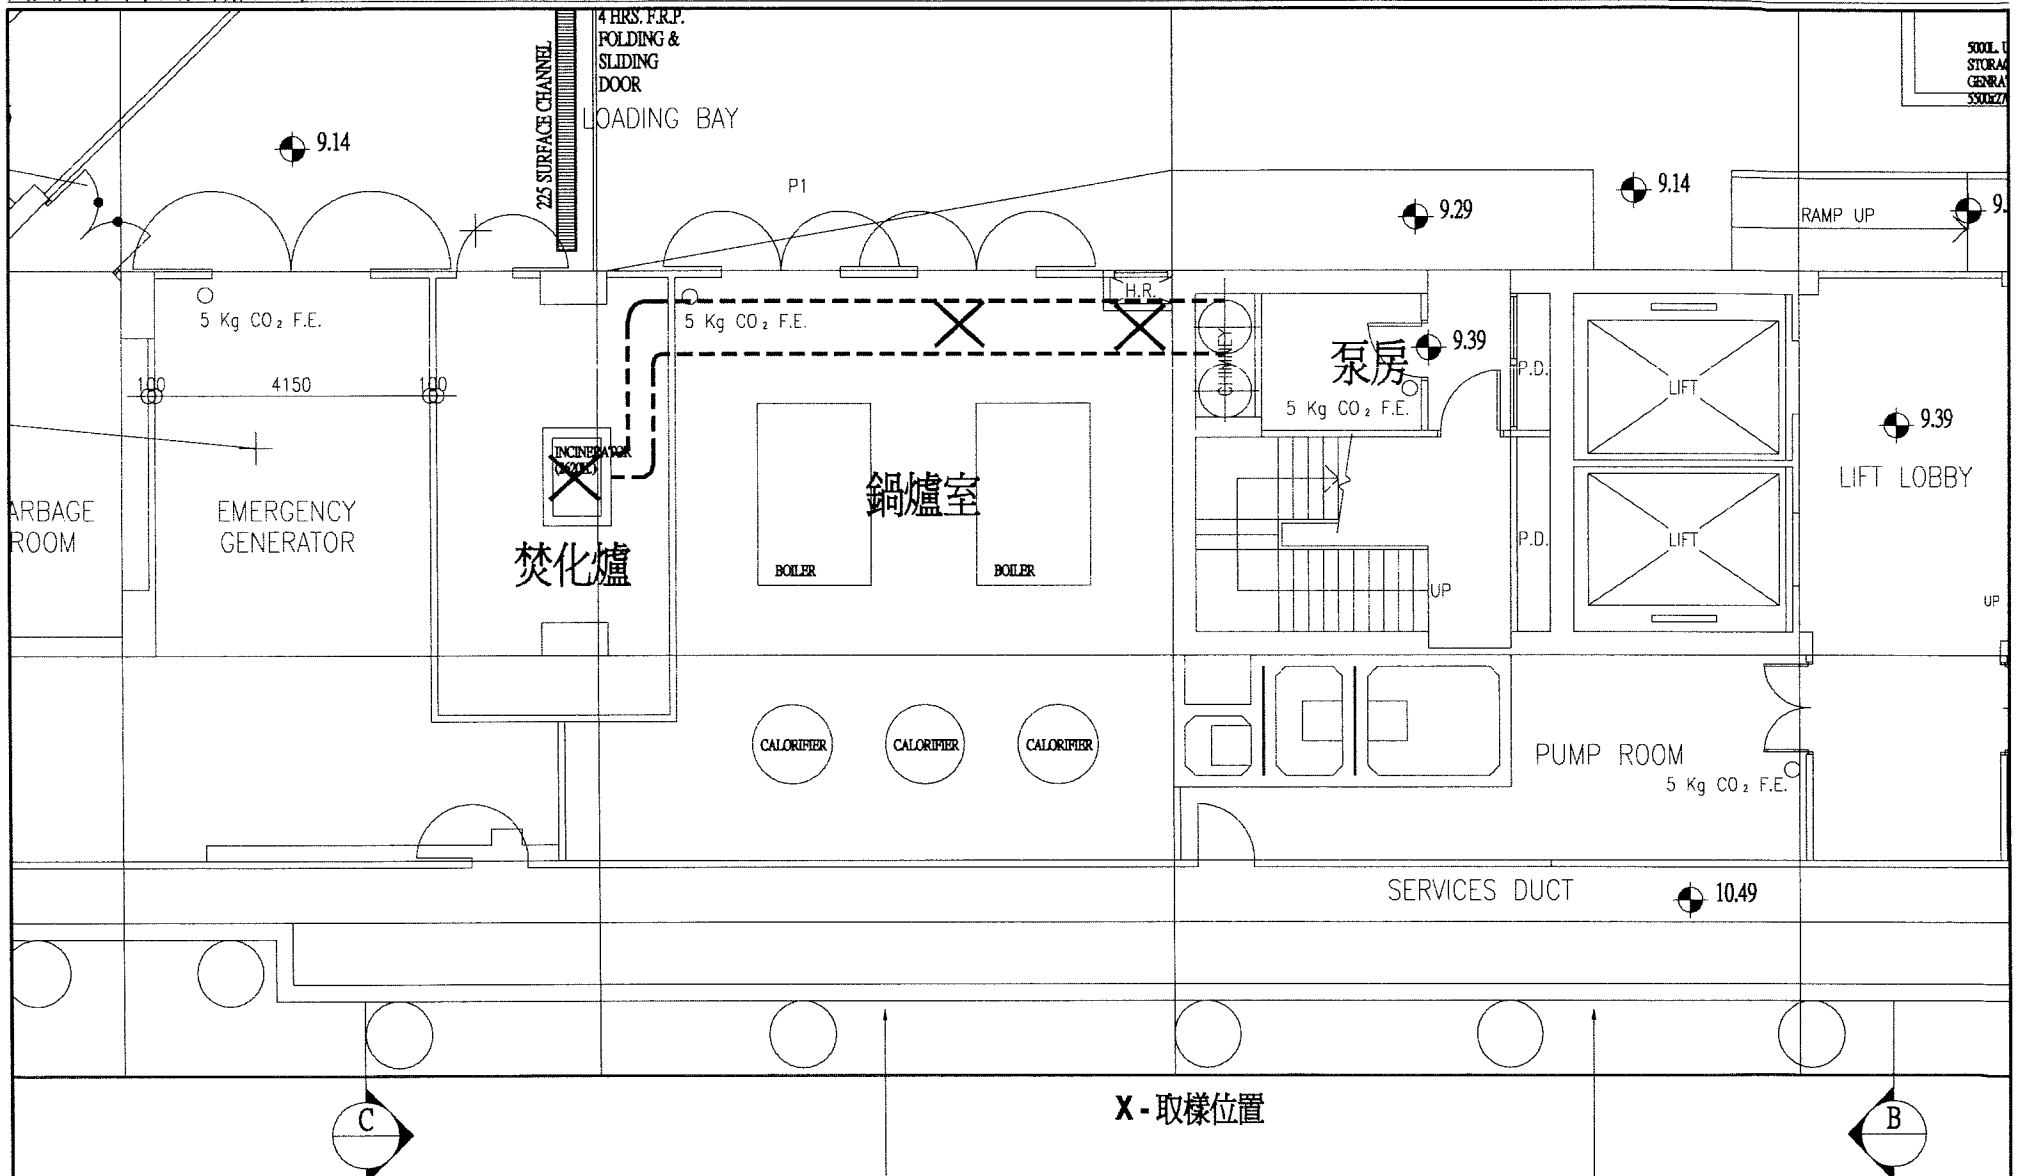 4 HRS. F.R.P.
FOLDING &
SLIDING
DOOR
225 SURFACE CHANNEL
LOADING BAY
9.14
P1
9.29
9.14
RAMP UP
5000L.
H.R.
5 Kg CO₂ F.E.
5 Kg CO₂ F.E.
CHIMNEY
泵房
9.39
5 Kg CO₂ F.E.
P.D.
LIFT
9.39
LIFT LOBBY
100
4150
100
INCINERATOR
鍋爐室
焚化爐
BOILER
BOILER
ARBAGE
ROOM
EMERGENCY
GENERATOR
UP
P.D.
LIFT
UP
CALORIFIER
CALORIFIER
CALORIFIER
PUMP ROOM
5 Kg CO₂ F.E.
SERVICES DUCT
10.49
C
X - 取樣位置
B